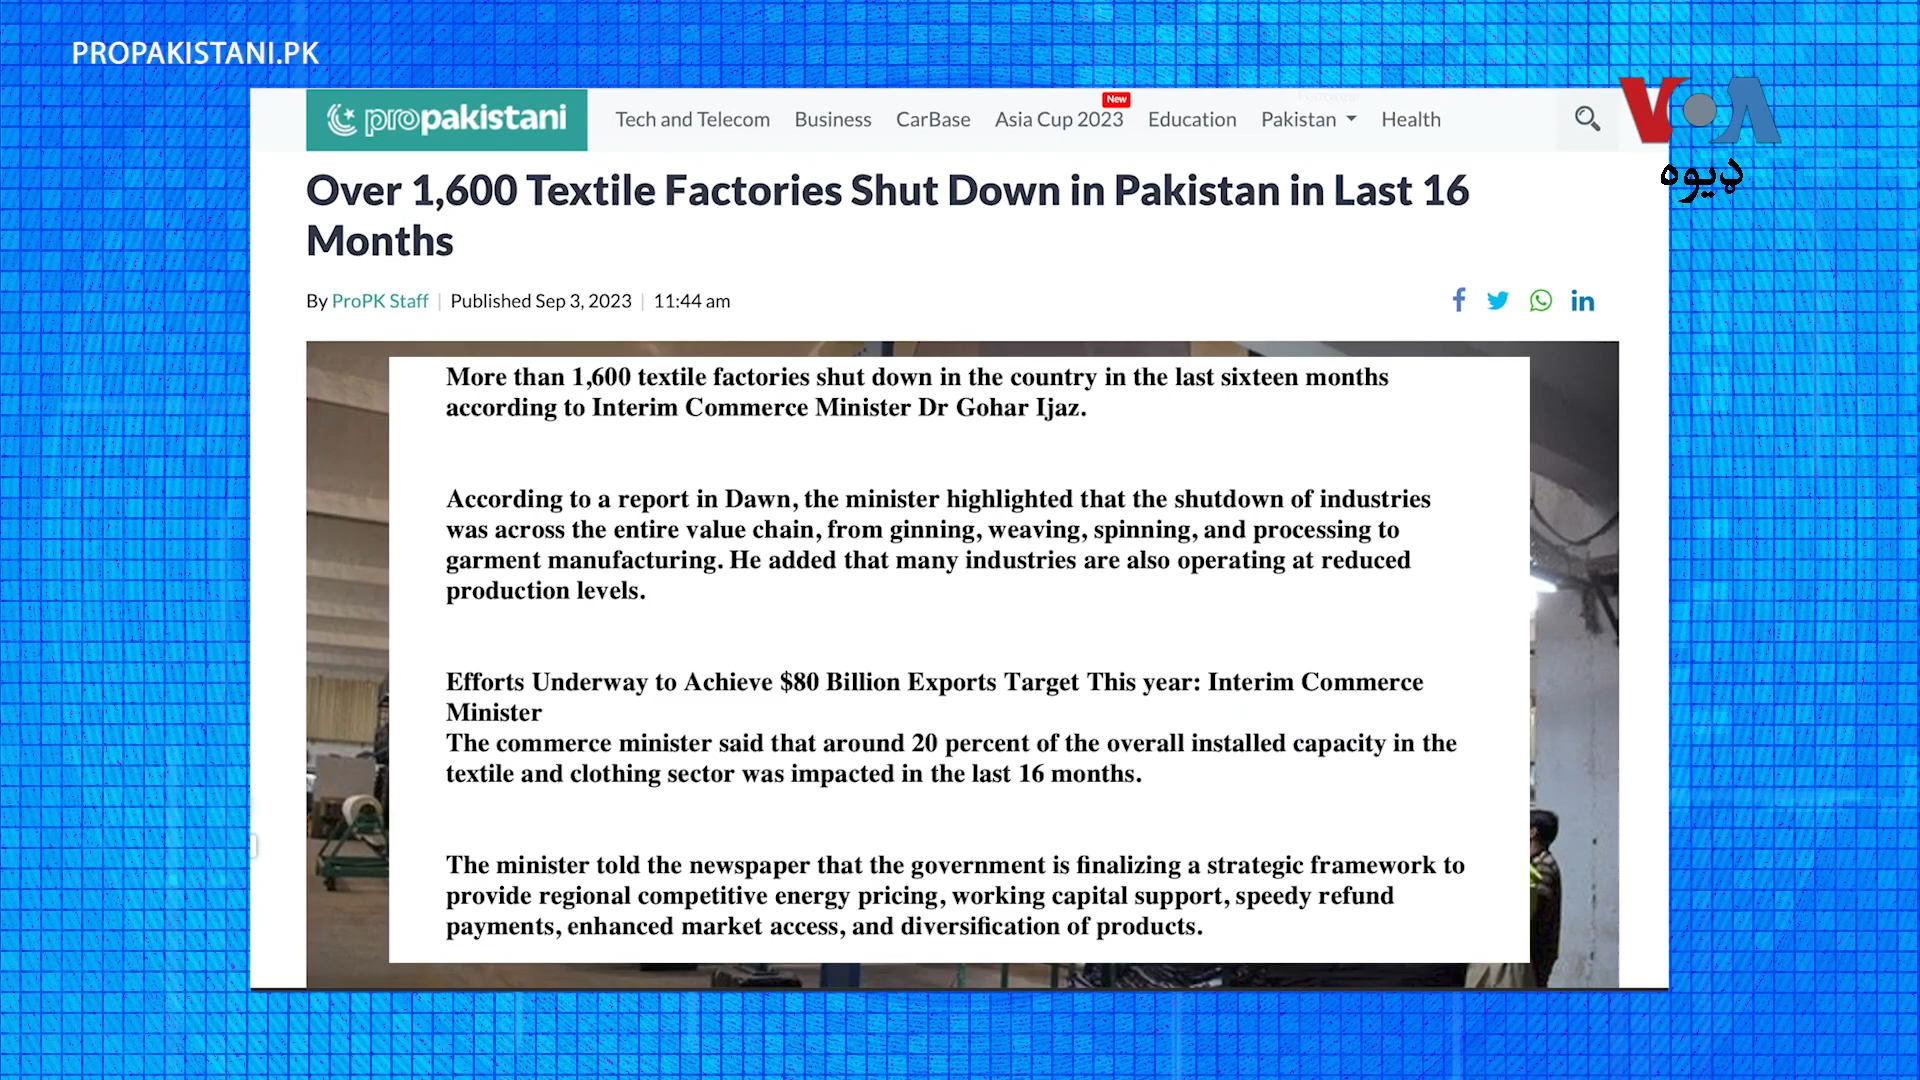 PROPAKISTANI.PK
VOA
ډیوه
propakistani
Tech and Telecom
Business
CarBase
Asia Cup 2023
New
Education
Pakistan
Health
Over 1,600 Textile Factories Shut Down in Pakistan in Last 16
Months
By ProPK Staff | Published Sep 3, 2023 | 11:44 am
More than 1,600 textile factories shut down in the country in the last sixteen months
according to Interim Commerce Minister Dr Gohar Ijaz.
According to a report in Dawn, the minister highlighted that the shutdown of industries
was across the entire value chain, from ginning, weaving, spinning, and processing to
garment manufacturing. He added that many industries are also operating at reduced
production levels.
Efforts Underway to Achieve $80 Billion Exports Target This year: Interim Commerce
Minister
The commerce minister said that around 20 percent of the overall installed capacity in the
textile and clothing sector was impacted in the last 16 months.
The minister told the newspaper that the government is finalizing a strategic framework to
provide regional competitive energy pricing, working capital support, speedy refund
payments, enhanced market access, and diversification of products.